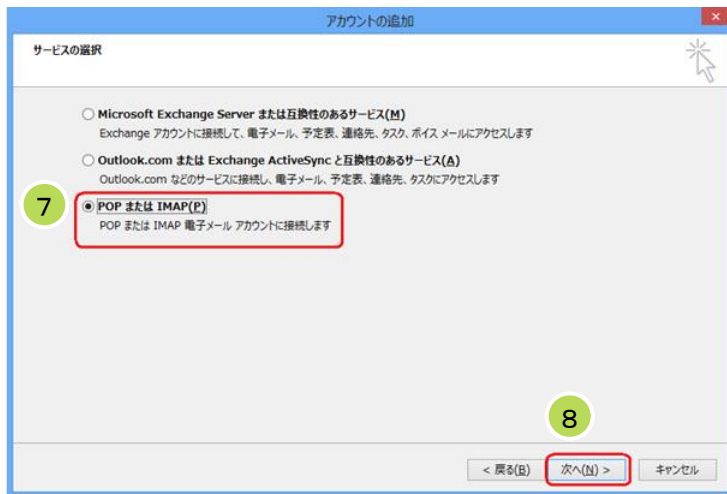 アカウントの追加
サービスの選択
Microsoft Exchange Server または互換性のあるサービス(M)
Exchange アカウントに接続して、電子メール、予定表、連絡先、タスク、ボイス メールにアクセスします
Outlook.com または Exchange ActiveSync と互換性のあるサービス(A)
Outlook.com などのサービスに接続し、電子メール、予定表、連絡先、タスクにアクセスします
7
POP または IMAP(P)
POP または IMAP 電子メール アカウントに接続します
8
< 戻る(B) 次へ(N) > キャンセル